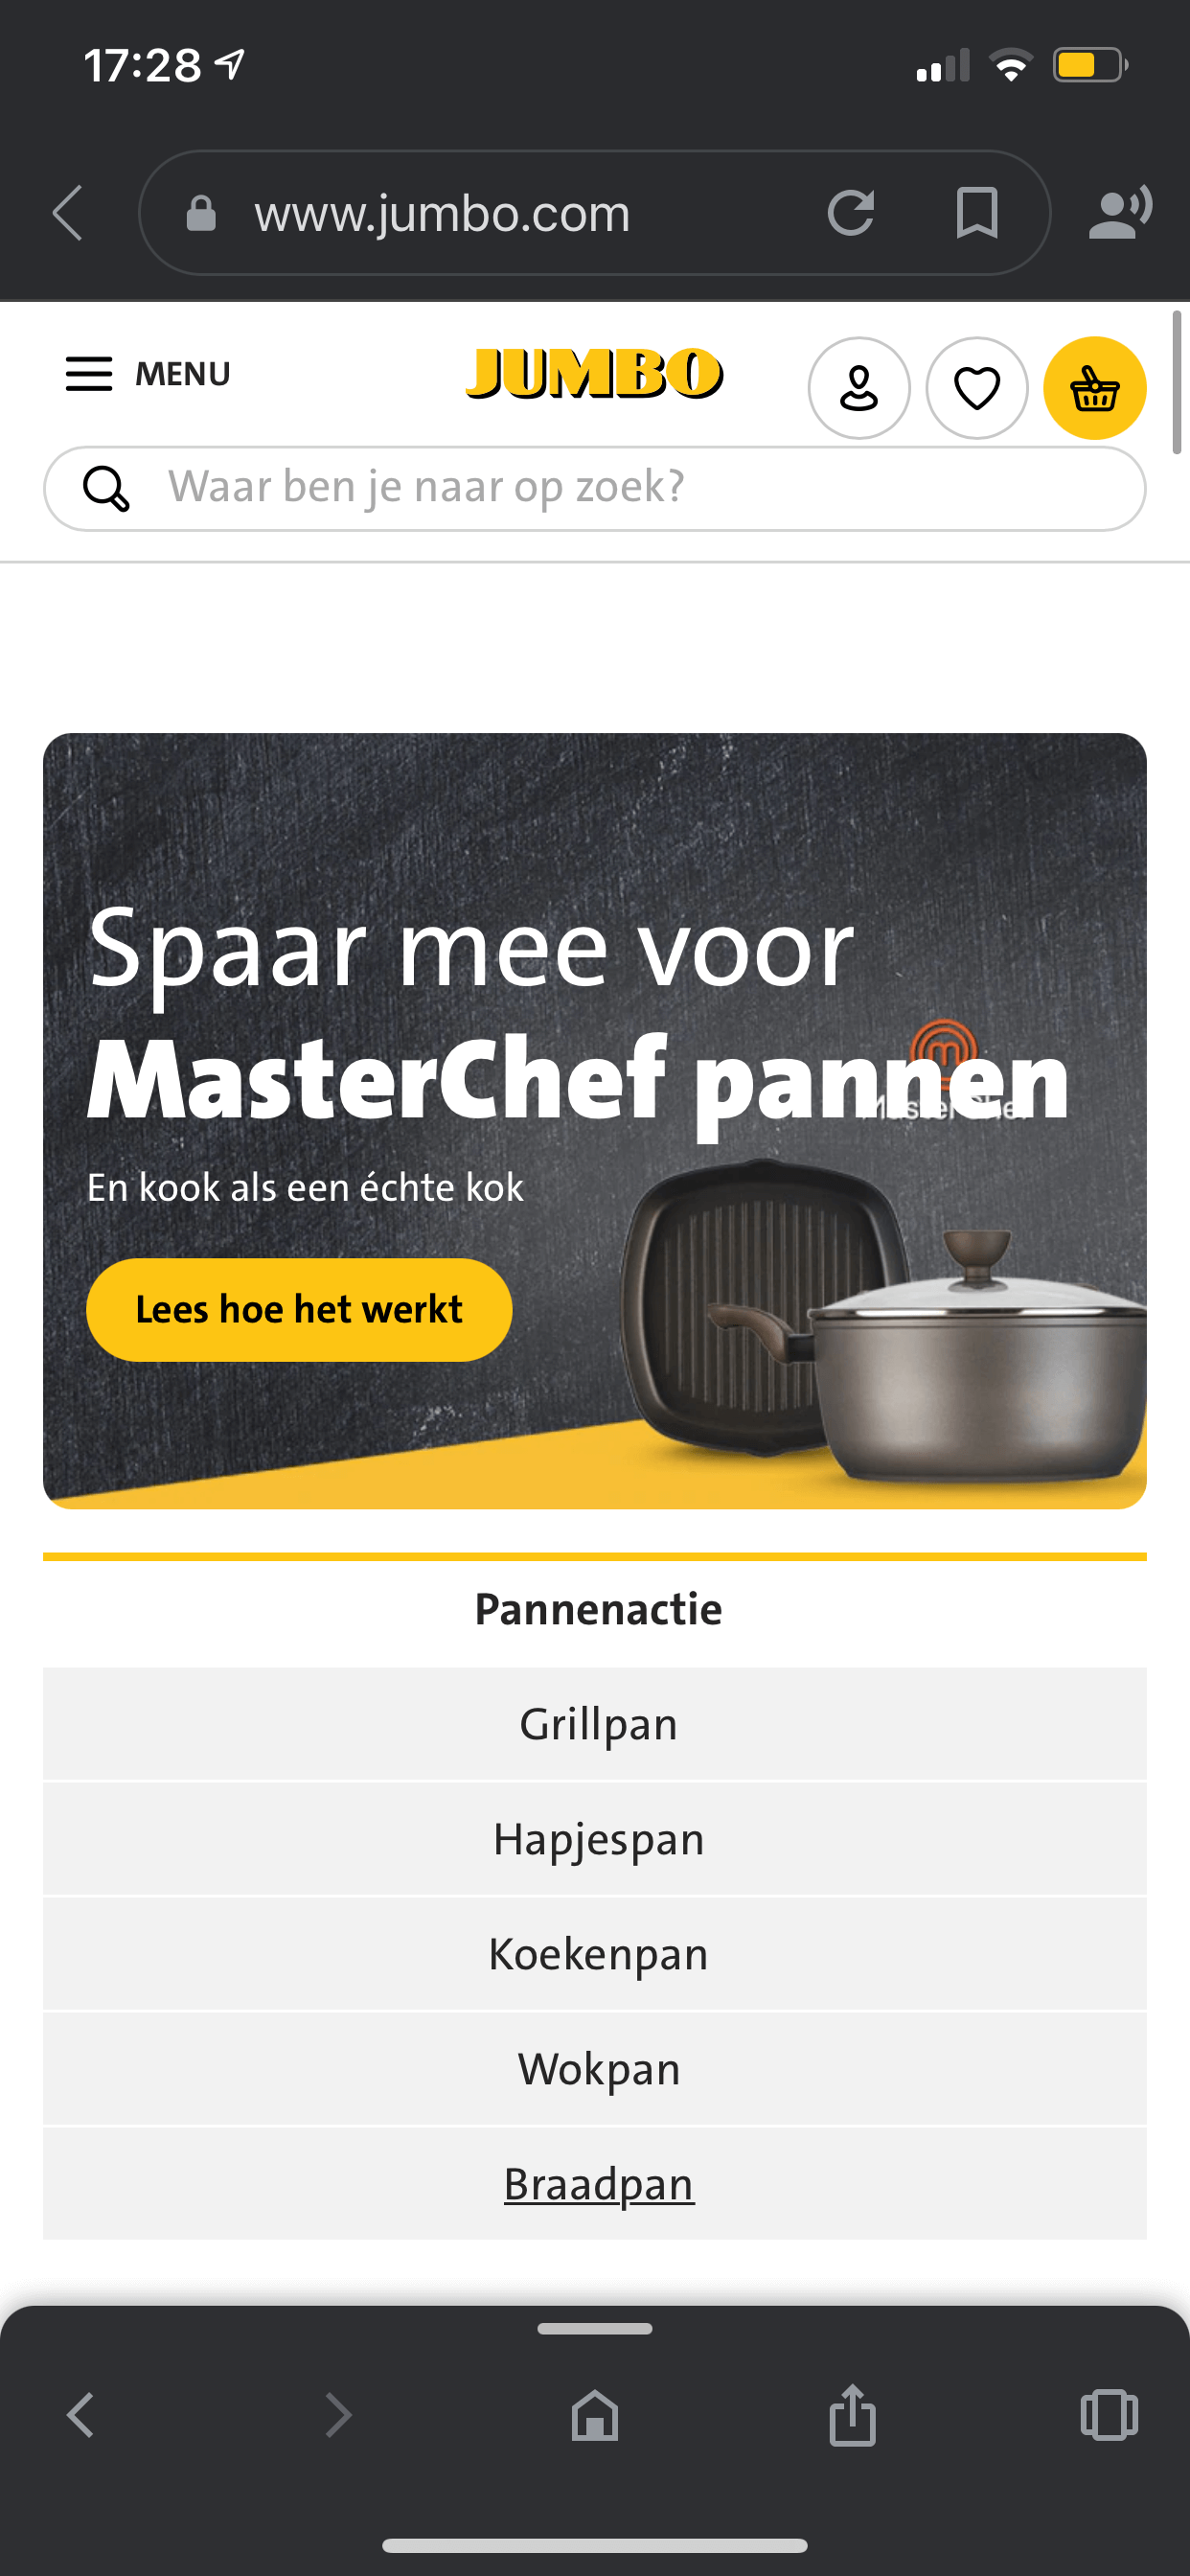 17:28
www.jumbo.com
MENU
JUMBO
Waar ben je naar op zoek?
Spaar mee voor
MasterChef pannen
MasterChef
En kook als een échte kok
Lees hoe het werkt
Pannenactie
Grillpan
Hapjespan
Koekenpan
Wokpan
Braadpan